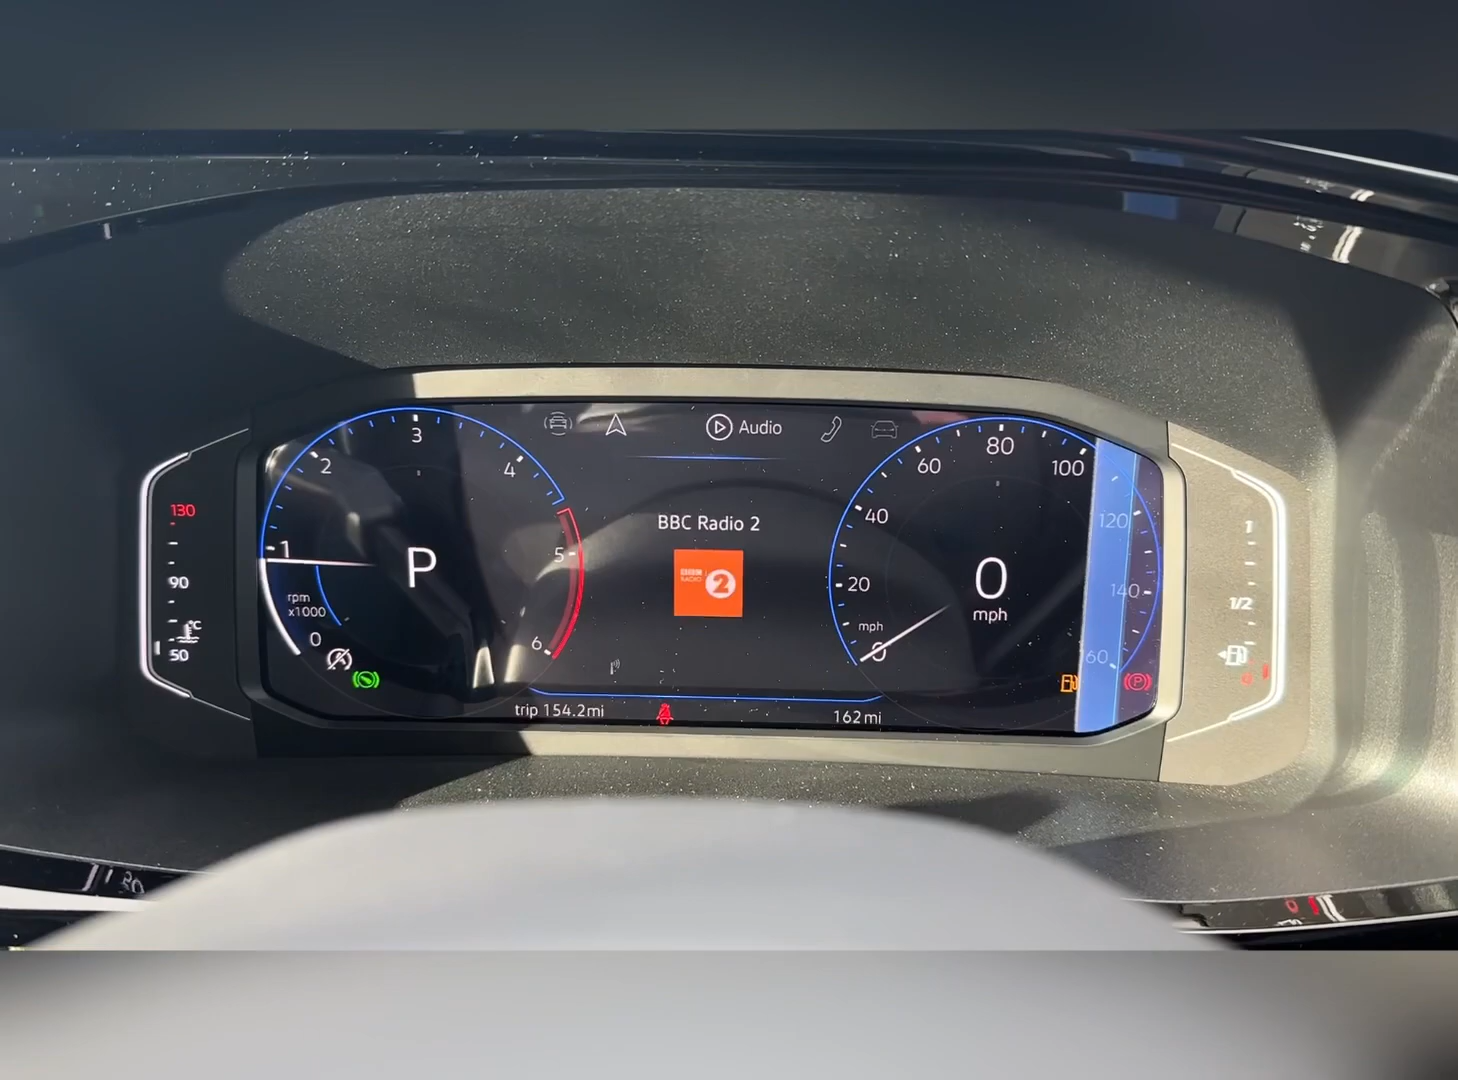 Audio
BBC Radio 2
BBC
RADIO 2
130
90
°C
50
1
2
3
4
5
6
0
rpm
x1000
P
0
20
40
60
80
100
120
140
160
mph
0
mph
1
1/2
0
P
trip 154.2mi
162mi